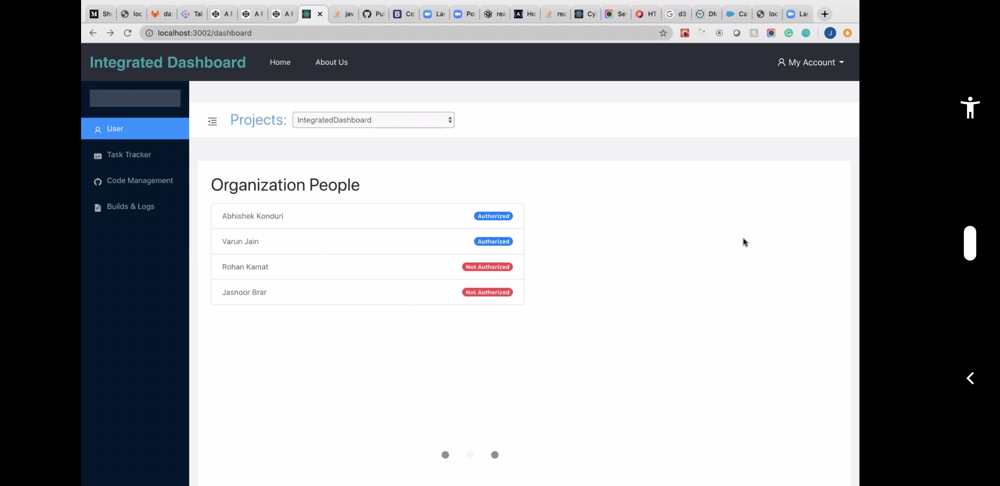 M Sh loc da Tal A F A F A F jav Pu B Co La Po rea Ho rea Cy Se HT G d3 DM Ca loc La
localhost:3002/dashboard J
Integrated Dashboard Home About Us My Account
Projects: IntegratedDashboard
User
Task Tracker
Code Management
Builds & Logs
Organization People
Abhishek Konduri Authorized
Varun Jain Authorized
Rohan Kamat Not Authorized
Jasnoor Brar Not Authorized